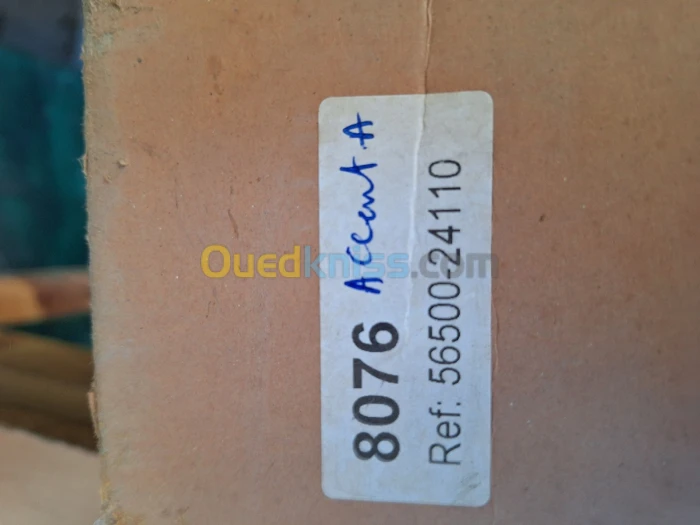 8076 Accent.A
Ref: 56500-24110
Ouedkniss.com